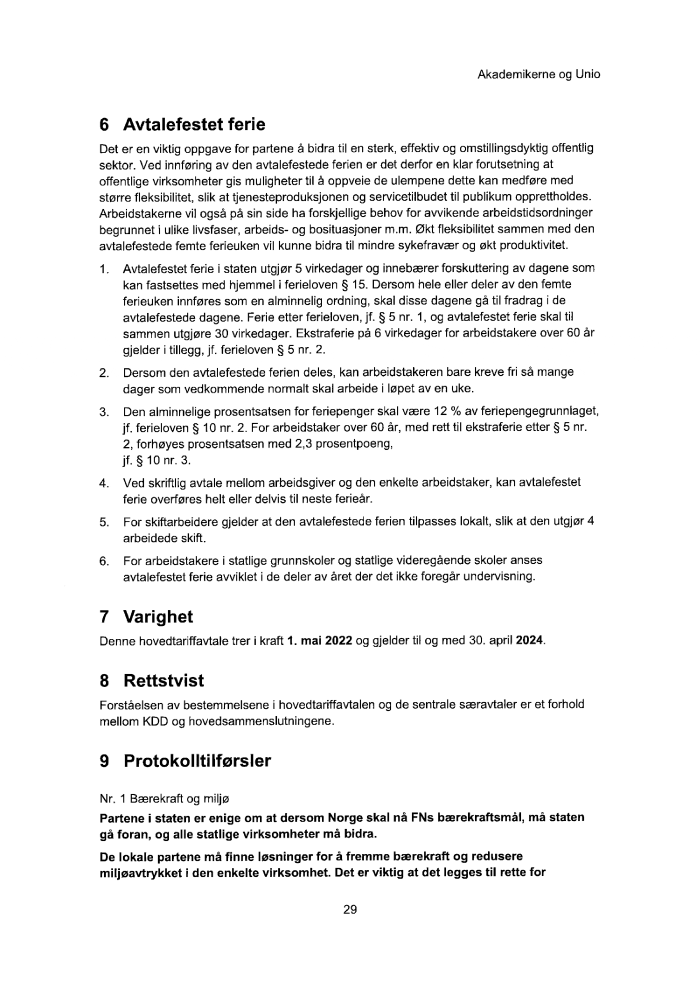 Akademikerne og Unio
6 Avtalefestet ferie
Det er en viktig oppgave for partene å bidra til en sterk, effektiv og omstillingsdyktig offentlig
sektor. Ved innføring av den avtalefestede ferien er det derfor en klar forutsetning at
offentlige virksomheter gis muligheter til å oppveie de ulempene dette kan medføre med
større fleksibilitet, slik at tjenesteproduksjonen og servicetilbudet til publikum opprettholdes.
Arbeidstakerne vil også på sin side ha forskjellige behov for avvikende arbeidstidsordninger
begrunnet i ulike livsfaser, arbeids- og bosituasjoner m.m. Økt fleksibilitet sammen med den
avtalefestede femte ferieuken vil kunne bidra til mindre sykefravær og økt produktivitet.
1. Avtalefestet ferie i staten utgjør 5 virkedager og innebærer forskuttering av dagene som
kan fastsettes med hjemmel i ferieloven § 15. Dersom hele eller deler av den femte
ferieuken innføres som en alminnelig ordning, skal disse dagene gå til fradrag i de
avtalefestede dagene. Ferie etter ferieloven, jf. § 5 nr. 1, og avtalefestet ferie skal til
sammen utgjøre 30 virkedager. Ekstraferie på 6 virkedager for arbeidstakere over 60 år
gjelder i tillegg, jf. ferieloven § 5 nr. 2.
2. Dersom den avtalefestede ferien deles, kan arbeidstakeren bare kreve fri så mange
dager som vedkommende normalt skal arbeide i løpet av en uke.
3. Den alminnelige prosentsatsen for feriepenger skal være 12 % av feriepengegrunnlaget,
jf. ferieloven § 10 nr. 2. For arbeidstaker over 60 år, med rett til ekstraferie etter § 5 nr.
2, forhøyes prosentsatsen med 2,3 prosentpoeng,
jf. § 10 nr. 3.
4. Ved skriftlig avtale mellom arbeidsgiver og den enkelte arbeidstaker, kan avtalefestet
ferie overføres helt eller delvis til neste ferieår.
5. For skiftarbeidere gjelder at den avtalefestede ferien tilpasses lokalt, slik at den utgjør 4
arbeidede skift.
6. For arbeidstakere i statlige grunnskoler og statlige videregående skoler anses
avtalefestet ferie avviklet i de deler av året der det ikke foregår undervisning.
7 Varighet
Denne hovedtariffavtale trer i kraft 1. mai 2022 og gjelder til og med 30. april 2024.
8 Rettstvist
Forståelsen av bestemmelsene i hovedtariffavtalen og de sentrale særavtaler er et forhold
mellom KDD og hovedsammenslutningene.
9 Protokolltilførsler
Nr. 1 Bærekraft og miljø
Partene i staten er enige om at dersom Norge skal nå FNs bærekraftsmål, må staten
gå foran, og alle statlige virksomheter må bidra.
De lokale partene må finne løsninger for å fremme bærekraft og redusere
miljøavtrykket i den enkelte virksomhet. Det er viktig at det legges til rette for
29